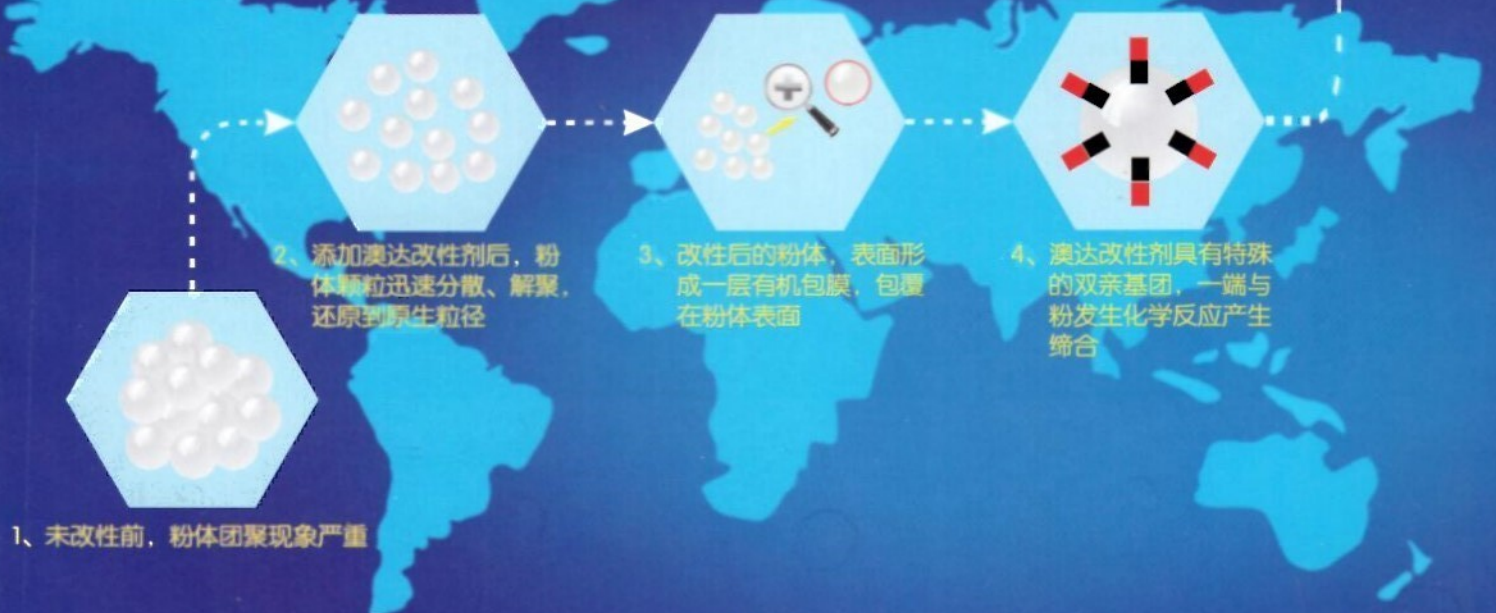 2、添加澳达改性剂后，粉
体颗粒迅速分散、解聚，
还原到原生粒径
3、改性后的粉体，表面形
成一层有机包膜，包覆
在粉体表面
4、澳达改性剂具有特殊
的双亲基团，一端与
粉发生化学反应产生
缔合
1、未改性前，粉体团聚现象严重